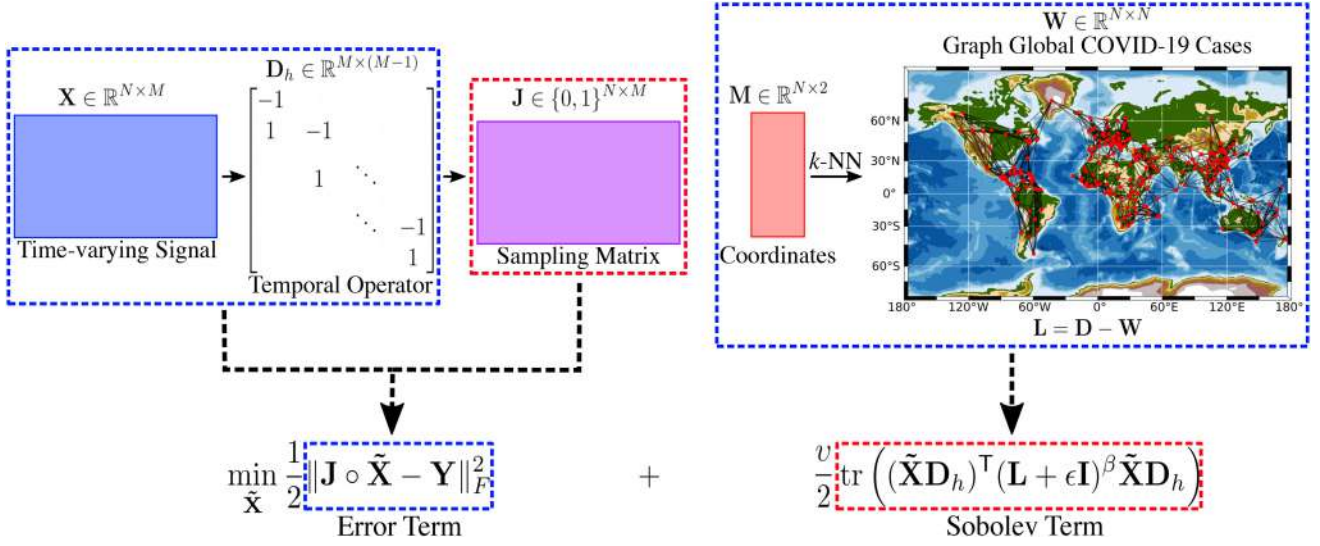 X ∈ ℝ^{N×M}
Time-varying Signal
D_h ∈ ℝ^{M×(M−1)}
−1
1 −1
1 ⋱
⋱ −1
1
Temporal Operator
J ∈ {0, 1}^{N×M}
Sampling Matrix
M ∈ ℝ^{N×2}
Coordinates
k-NN
W ∈ ℝ^{N×N}
Graph Global COVID-19 Cases
60°N
30°N
0°
30°S
60°S
180° 120°W 60°W 0° 60°E 120°E 180°
L = D − W
min_{X̃} 1/2 ‖J ∘ X̃ − Y‖²_F + υ/2 tr((X̃D_h)^⊤(L + ϵI)^β X̃D_h)
Error Term
Sobolev Term